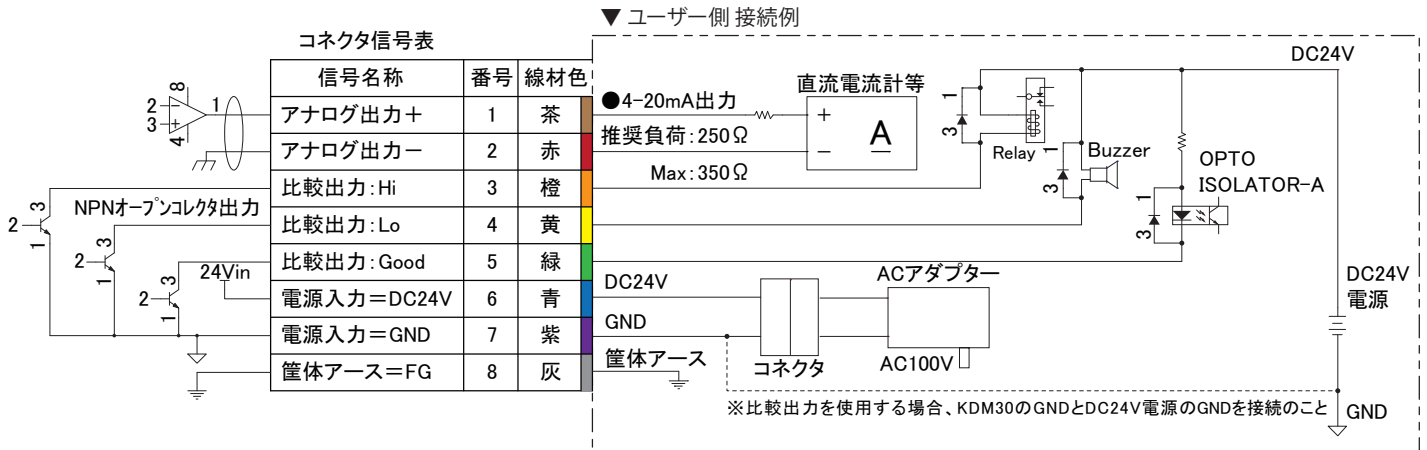 ▼ ユーザー側 接続例
コネクタ信号表
信号名称 番号 線材色
アナログ出力＋ 1 茶
アナログ出力－ 2 赤
比較出力：Hi 3 橙
比較出力：Lo 4 黄
比較出力：Good 5 緑
電源入力＝DC24V 6 青
電源入力＝GND 7 紫
筐体アース＝FG 8 灰
8
2
3
1
4
NPNオープンコレクタ出力
2
3
1
2
3
1
2
3
1
24Vin
●4-20mA出力
推奨負荷：250Ω
Max：350Ω
直流電流計等
＋
－
A
1
3
Relay
1
3
Buzzer
1
3
OPTO
ISOLATOR-A
DC24V
DC24V
電源
GND
DC24V
GND
筐体アース
コネクタ
ACアダプター
AC100V
※比較出力を使用する場合、KDM30のGNDとDC24V電源のGNDを接続のこと